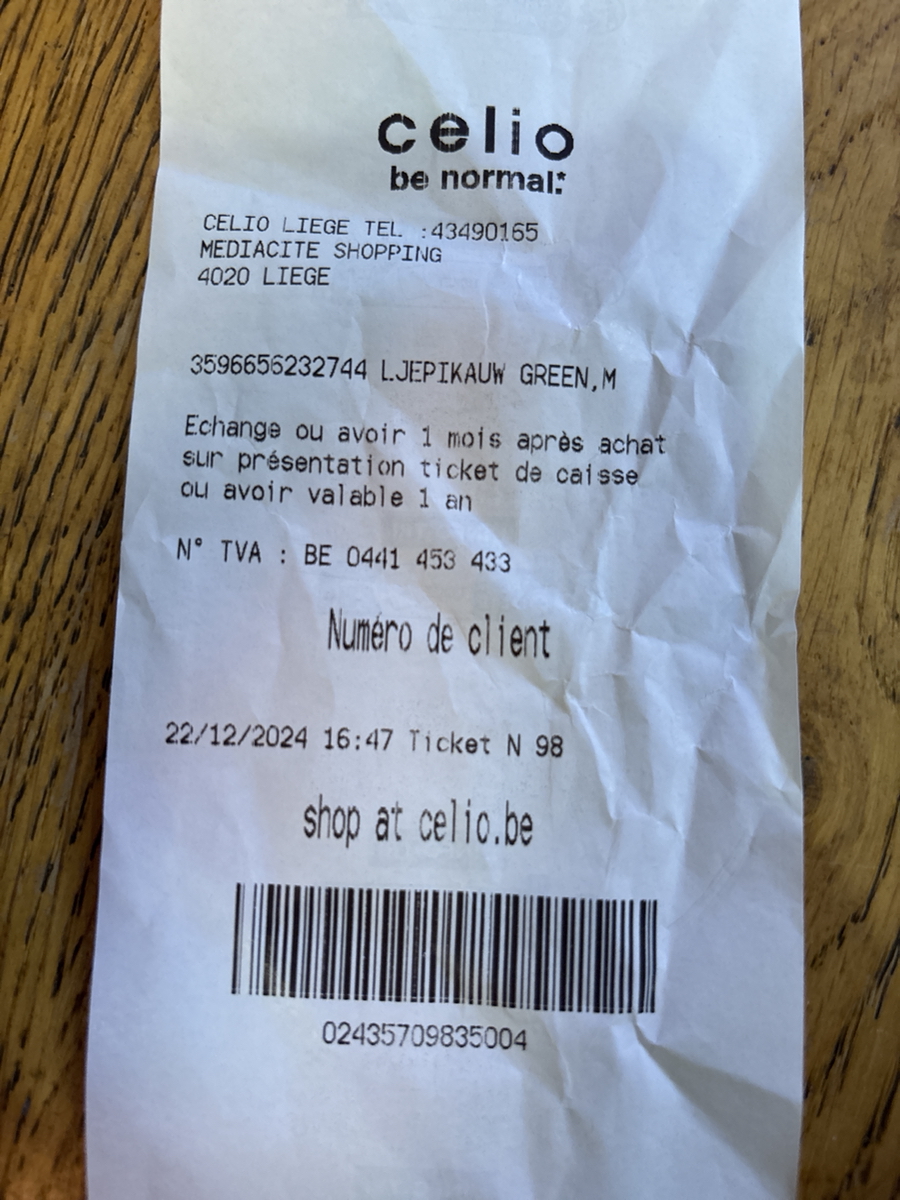 celio
be normal:*
CELIO LIEGE TEL :43490165
MEDIACITE SHOPPING
4020 LIEGE
3596656232744 LJEPIKAUW GREEN,M
Echange ou avoir 1 mois après achat
sur présentation ticket de caisse
ou avoir valable 1 an
N° TVA : BE 0441 453 433
Numéro de client
22/12/2024 16:47 Ticket N 98
shop at celio.be
02435709835004